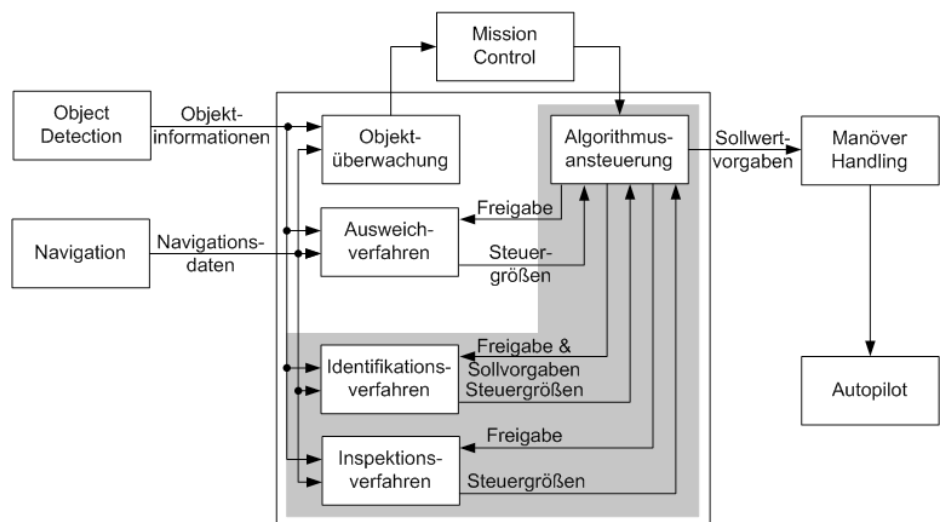 Mission
Control
Object
Detection
Objekt-
informationen
Objekt-
überwachung
Algorithmus-
ansteuerung
Sollwert-
vorgaben
Manöver
Handling
Navigation
Navigations-
daten
Ausweich-
verfahren
Freigabe
Steuer-
größen
Identifikations-
verfahren
Freigabe &
Sollvorgaben
Steuergrößen
Autopilot
Inspektions-
verfahren
Freigabe
Steuergrößen